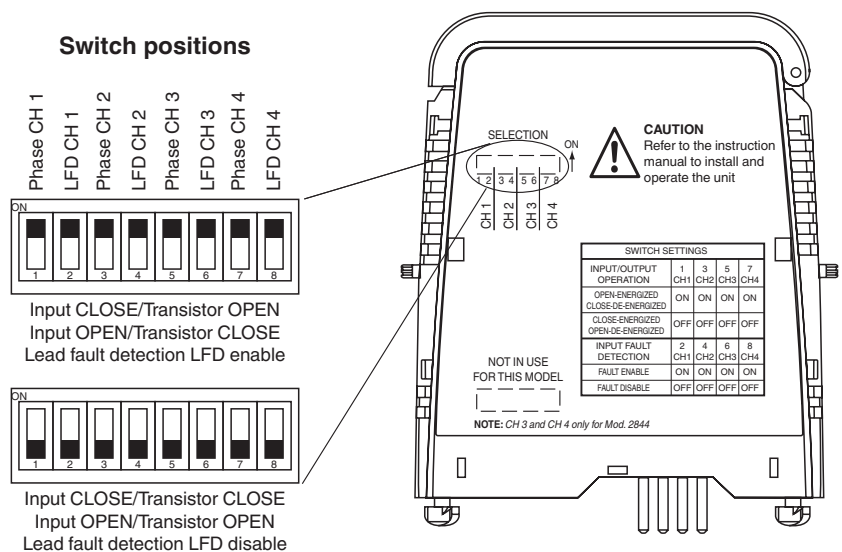 Switch positions
Phase CH 1
LFD CH 1
Phase CH 2
LFD CH 2
Phase CH 3
LFD CH 3
Phase CH 4
LFD CH 4
ON
1 2 3 4 5 6 7 8
Input CLOSE/Transistor OPEN
Input OPEN/Transistor CLOSE
Lead fault detection LFD enable
ON
1 2 3 4 5 6 7 8
Input CLOSE/Transistor CLOSE
Input OPEN/Transistor OPEN
Lead fault detection LFD disable
SELECTION
ON
1 2 3 4 5 6 7 8
CH 1
CH 2
CH 3
CH 4
CAUTION
Refer to the instruction
manual to install and
operate the unit
SWITCH SETTINGS
INPUT/OUTPUT 1 3 5 7
OPERATION CH1 CH2 CH3 CH4
OPEN-ENERGIZED
CLOSE-DE-ENERGIZED ON ON ON ON
CLOSE-ENERGIZED
OPEN-DE-ENERGIZED OFF OFF OFF OFF
INPUT FAULT 2 4 6 8
DETECTION CH1 CH2 CH3 CH4
FAULT ENABLE ON ON ON ON
FAULT DISABLE OFF OFF OFF OFF
NOT IN USE
FOR THIS MODEL
NOTE: CH 3 and CH 4 only for Mod. 2844